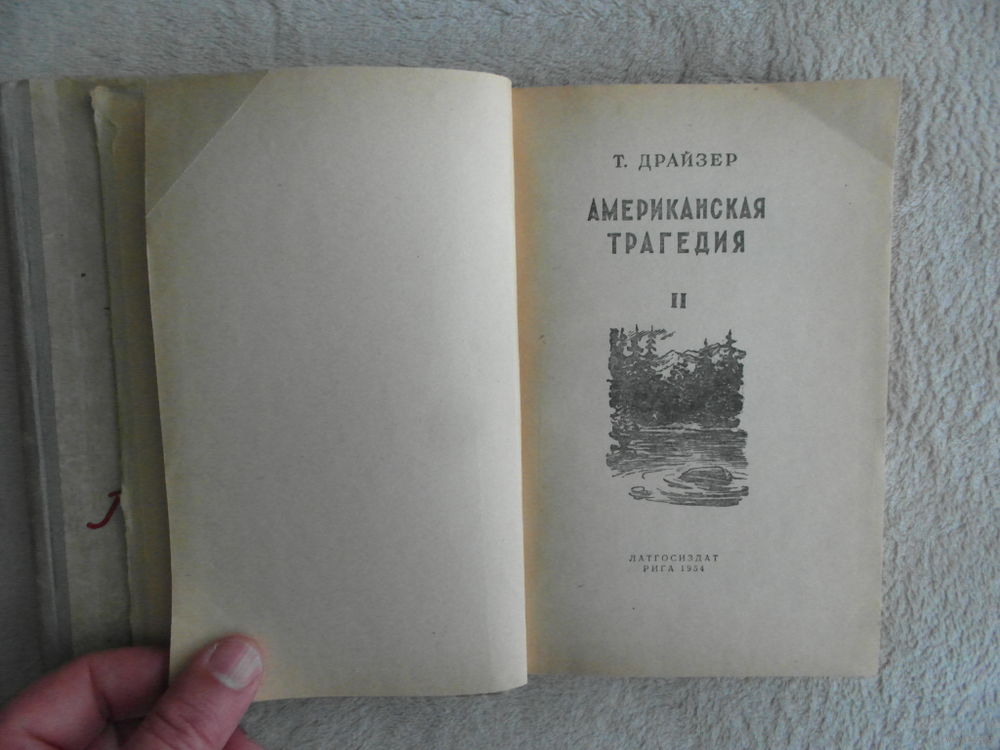 Т. ДРАЙЗЕР
АМЕРИКАНСКАЯ
ТРАГЕДИЯ
II
ЛАТГОСИЗДАТ
РИГА 1954